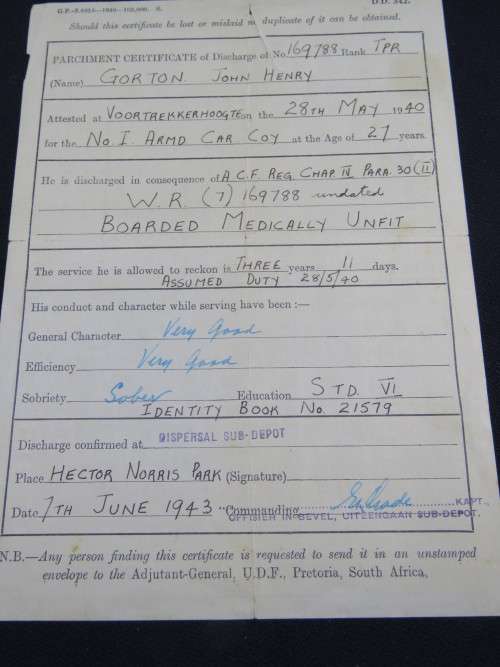 G.P.-S.6851—1940—102,000. S. D.D. 342.
Should this certificate be lost or mislaid no duplicate of it can be obtained.
PARCHMENT CERTIFICATE of Discharge of No 169788 Rank TPR
(Name) GORTON JOHN HENRY
Attested at VOORTREKKERHOOGTE on the 28TH MAY 1940
for the No. I. ARMD CAR COY at the Age of 27 years
He is discharged in consequence of A.C.F. REG. CHAP IV PARA. 30 (II)
W.R. (7) 169788 undated
BOARDED MEDICALLY UNFIT
The service he is allowed to reckon is THREE years 11 days.
ASSUMED DUTY 28/5/40
His conduct and character while serving have been :—
General Character Very Good
Efficiency Very Good
Sobriety Sober Education STD. VI
IDENTITY BOOK No. 21579
Discharge confirmed at DISPERSAL SUB-DEPOT
Place HECTOR NORRIS PARK (Signature)
Date 7TH JUNE 1943 Commanding KAPT.,
OFFISIER IN BEVEL, UITEENGAAN SUB-DEPOT.
N.B.—Any person finding this certificate is requested to send it in an unstamped
envelope to the Adjutant-General, U.D.F., Pretoria, South Africa,